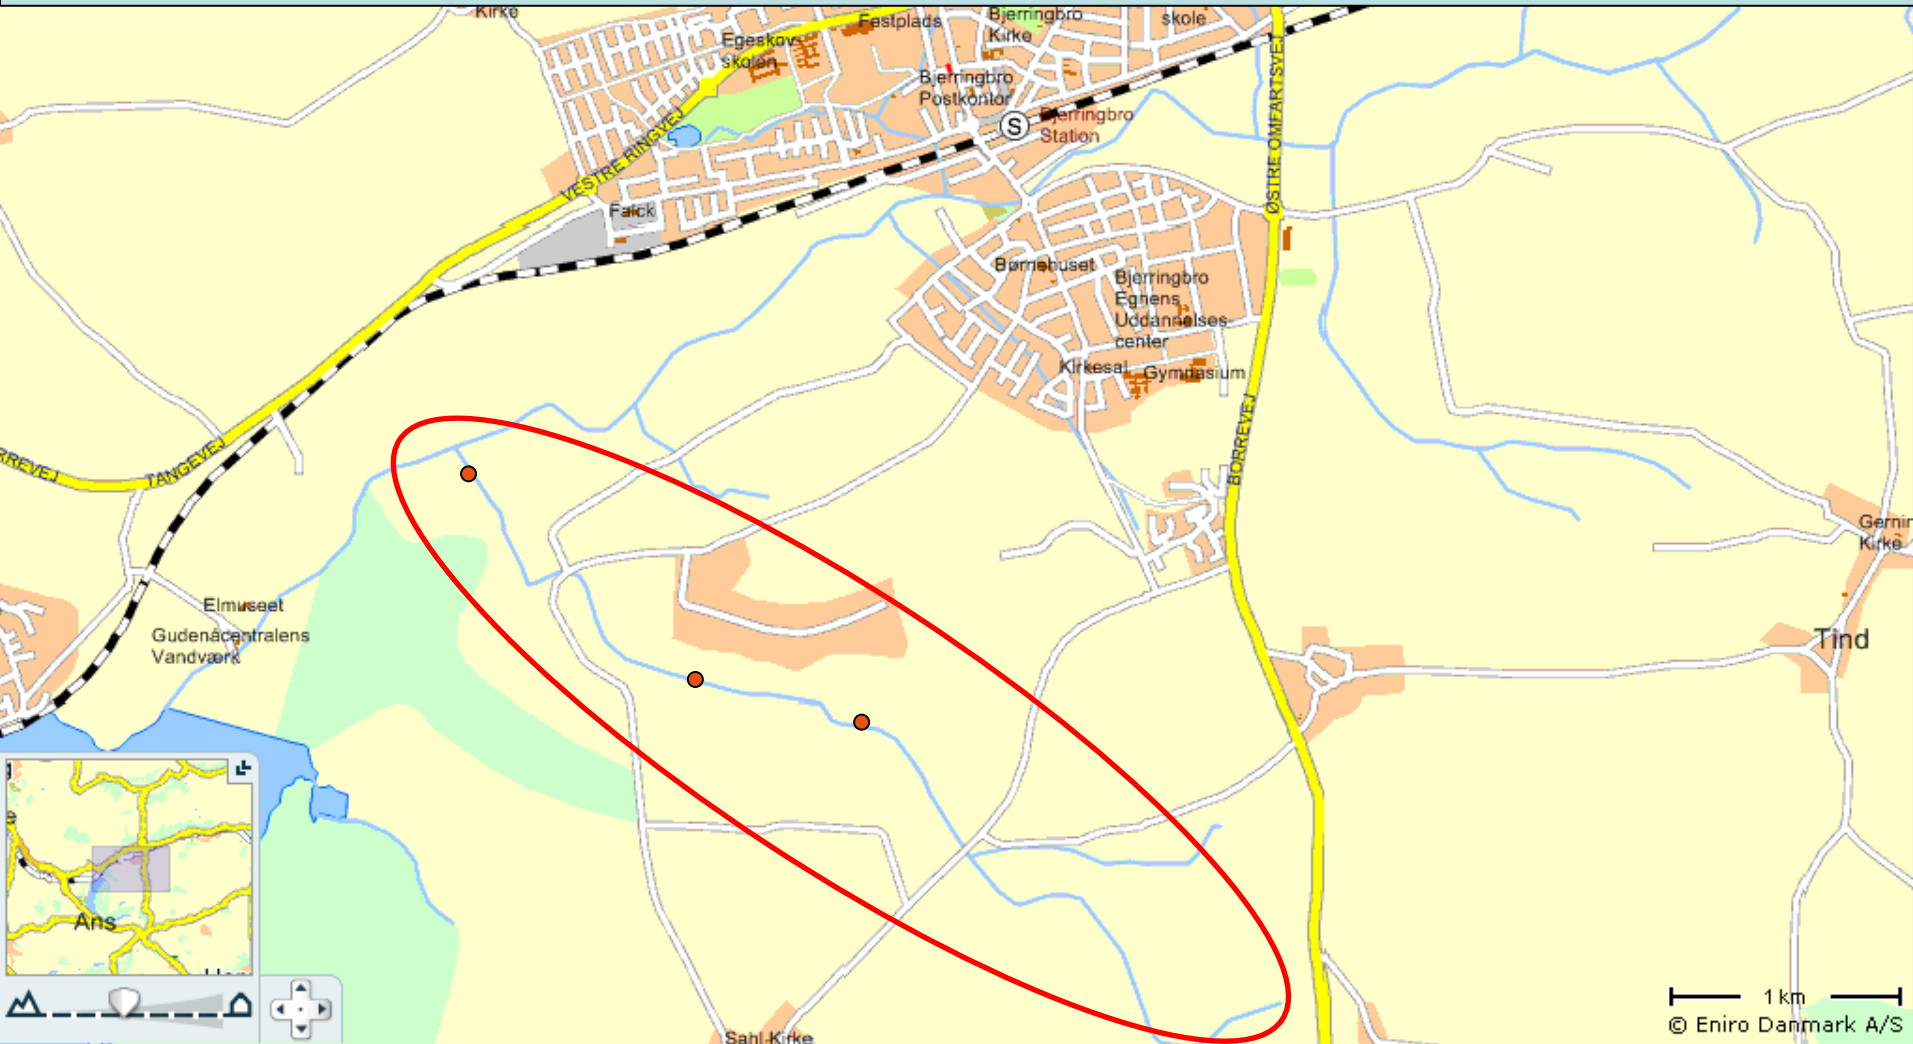 Kirke
Festplads
Bjerringbro
Kirke
skole
Egeskov-
skolen
Bjerringbro
Postkontor
S
Bjerringbro
Station
VESTRE RINGVEJ
ØSTRE OMFARTSVEJ
Falck
Børnehuset
Bjerringbro
Egnens
Uddannelses-
center
Kirkesal
Gymnasium
BORREVEJ
TANGEVEJ
RREVEJ
Gernin
Kirke
Elmuseet
Gudenåcentralens
Vandværk
Tind
Ans
Sahl Kirke
1 km
© Eniro Danmark A/S